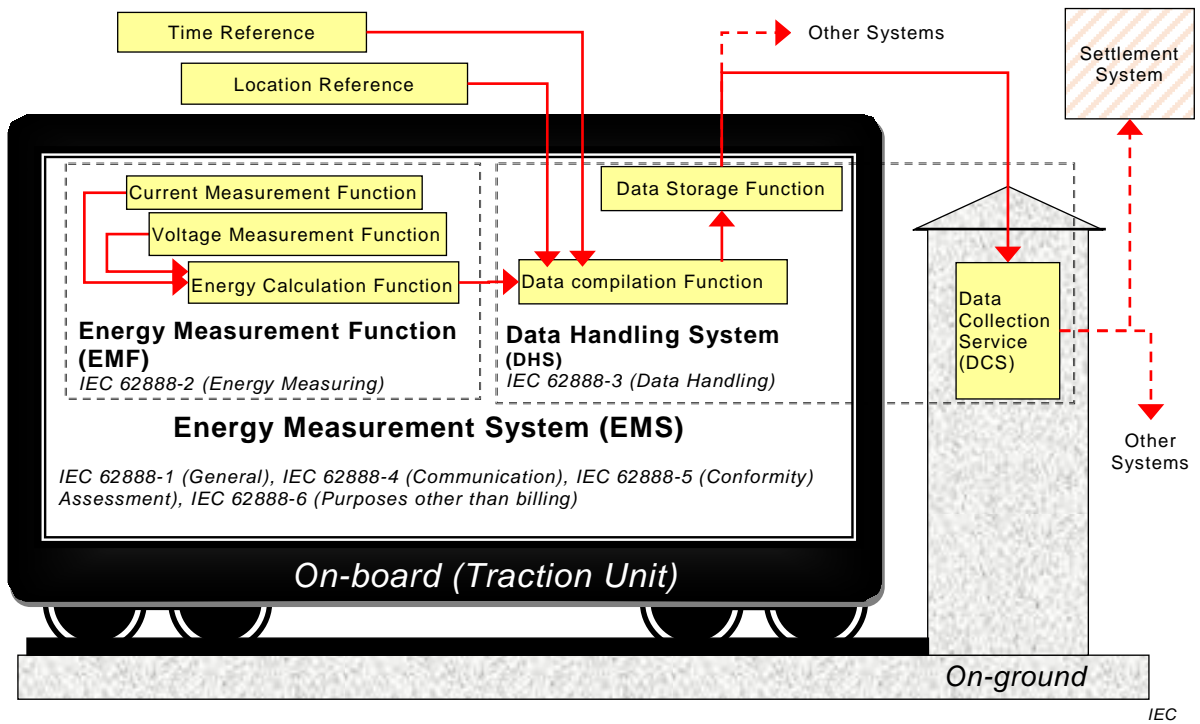 Time Reference
Other Systems
Settlement
System
Location Reference
Current Measurement Function
Data Storage Function
Voltage Measurement Function
Energy Calculation Function
Data compilation Function
Data
Collection
Service
(DCS)
Energy Measurement Function
(EMF)
IEC 62888-2 (Energy Measuring)
Data Handling System
(DHS)
IEC 62888-3 (Data Handling)
Energy Measurement System (EMS)
Other
Systems
IEC 62888-1 (General), IEC 62888-4 (Communication), IEC 62888-5 (Conformity)
Assessment), IEC 62888-6 (Purposes other than billing)
On-board (Traction Unit)
On-ground
IEC